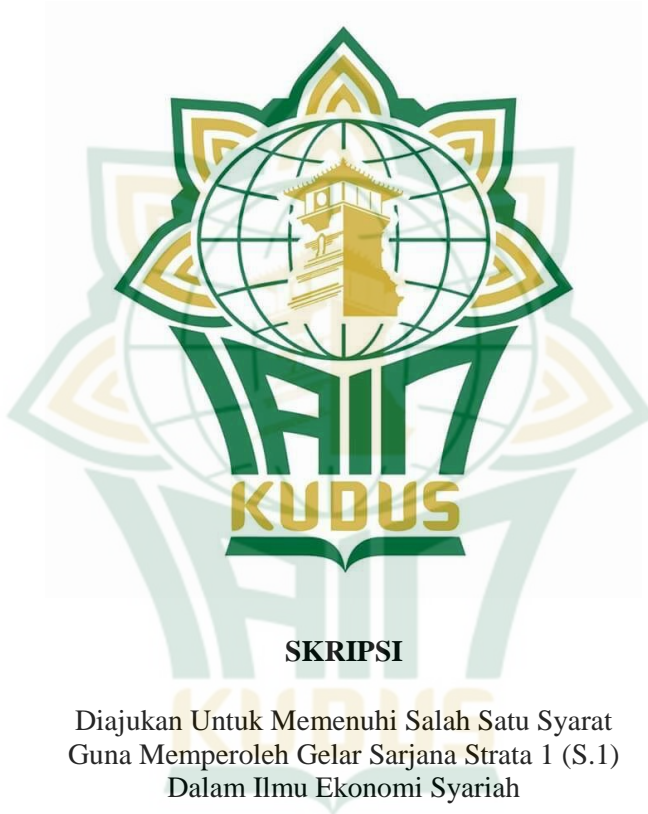 IAIN
KUDUS
SKRIPSI
Diajukan Untuk Memenuhi Salah Satu Syarat
Guna Memperoleh Gelar Sarjana Strata 1 (S.1)
Dalam Ilmu Ekonomi Syariah